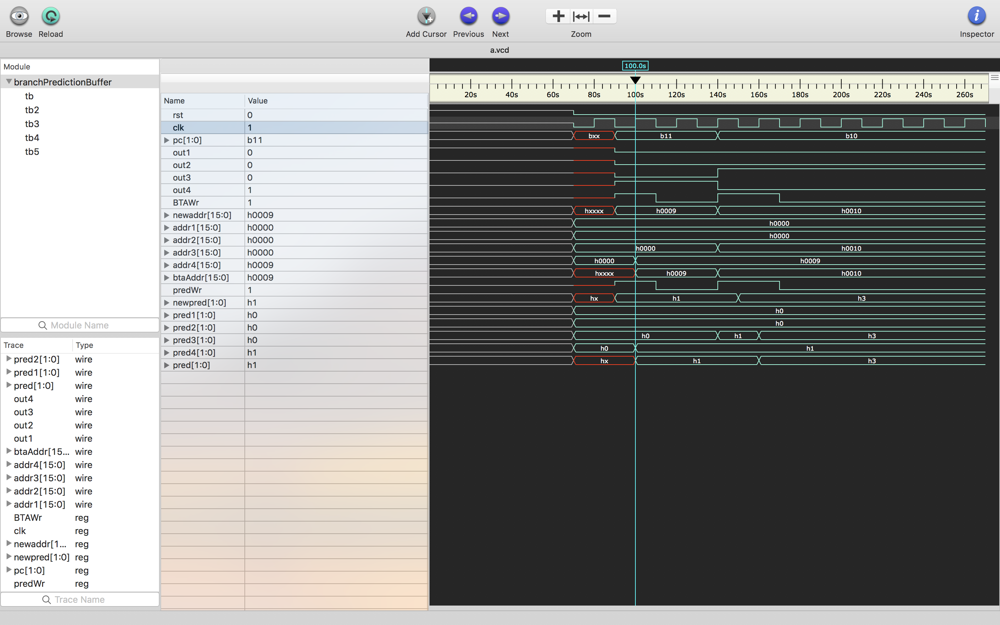 Browse Reload Add Cursor Previous Next Zoom Inspector
a.vcd
Module
branchPredictionBuffer
tb
tb2
tb3
tb4
tb5
Module Name
Trace Type
pred2[1:0] wire
pred1[1:0] wire
pred[1:0] wire
out4 wire
out3 wire
out2 wire
out1 wire
btaAddr[15... wire
addr4[15:0] wire
addr3[15:0] wire
addr2[15:0] wire
addr1[15:0] wire
BTAWr reg
clk reg
newaddr[1... reg
newpred[1:0] reg
pc[1:0] reg
predWr reg
Trace Name
Name Value
rst 0
clk 1
pc[1:0] b11
out1 0
out2 0
out3 0
out4 1
BTAWr 1
newaddr[15:0] h0009
addr1[15:0] h0000
addr2[15:0] h0000
addr3[15:0] h0000
addr4[15:0] h0009
btaAddr[15:0] h0009
predWr 1
newpred[1:0] h1
pred1[1:0] h0
pred2[1:0] h0
pred3[1:0] h0
pred4[1:0] h1
pred[1:0] h1
100.0s
20s 40s 60s 80s 100s 120s 140s 160s 180s 200s 220s 240s 260s
bxx b11 b10
hxxxx h0009 h0010
h0000
h0000
h0000 h0010
h0000 h0009
hxxxx h0009 h0010
hx h1 h3
h0
h0
h0 h1 h3
h0 h1
hx h1 h3